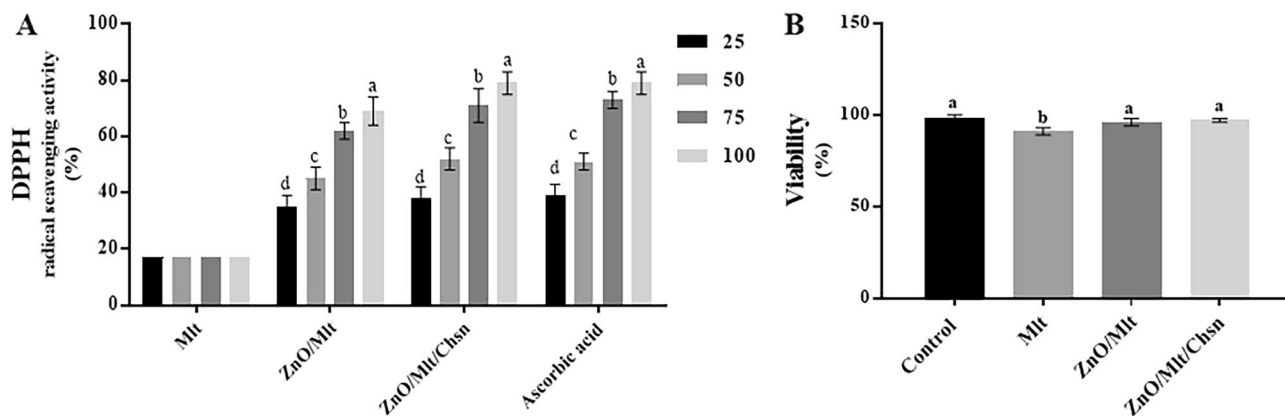 A
DPPH
radical scavenging activity
(%)
100
80
60
40
20
0
d
c
b
a
d
c
b
a
d
c
b
a
Mlt
ZnO/Mlt
ZnO/Mlt/Chsn
Ascorbic acid
25
50
75
100
B
Viability
(%)
150
100
50
0
a
b
a
a
Control
Mlt
ZnO/Mlt
ZnO/Mlt/Chsn